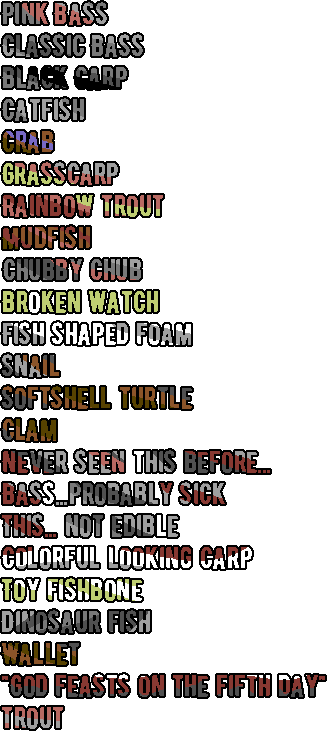 PINK BASS
CLASSIC BASS
BLACK CARP
CATFISH
CRAB
GRASSCARP
RAINBOW TROUT
MUDFISH
CHUBBY CHUB
BROKEN WATCH
FISH SHAPED FOAM
SNAIL
SOFTSHELL TURTLE
CLAM
NEVER SEEN THIS BEFORE...
BASS...PROBABLY SICK
THIS... NOT EDIBLE
COLORFUL LOOKING CARP
TOY FISHBONE
DINOSAUR FISH
WALLET
"GOD FEASTS ON THE FIFTH DAY"
TROUT